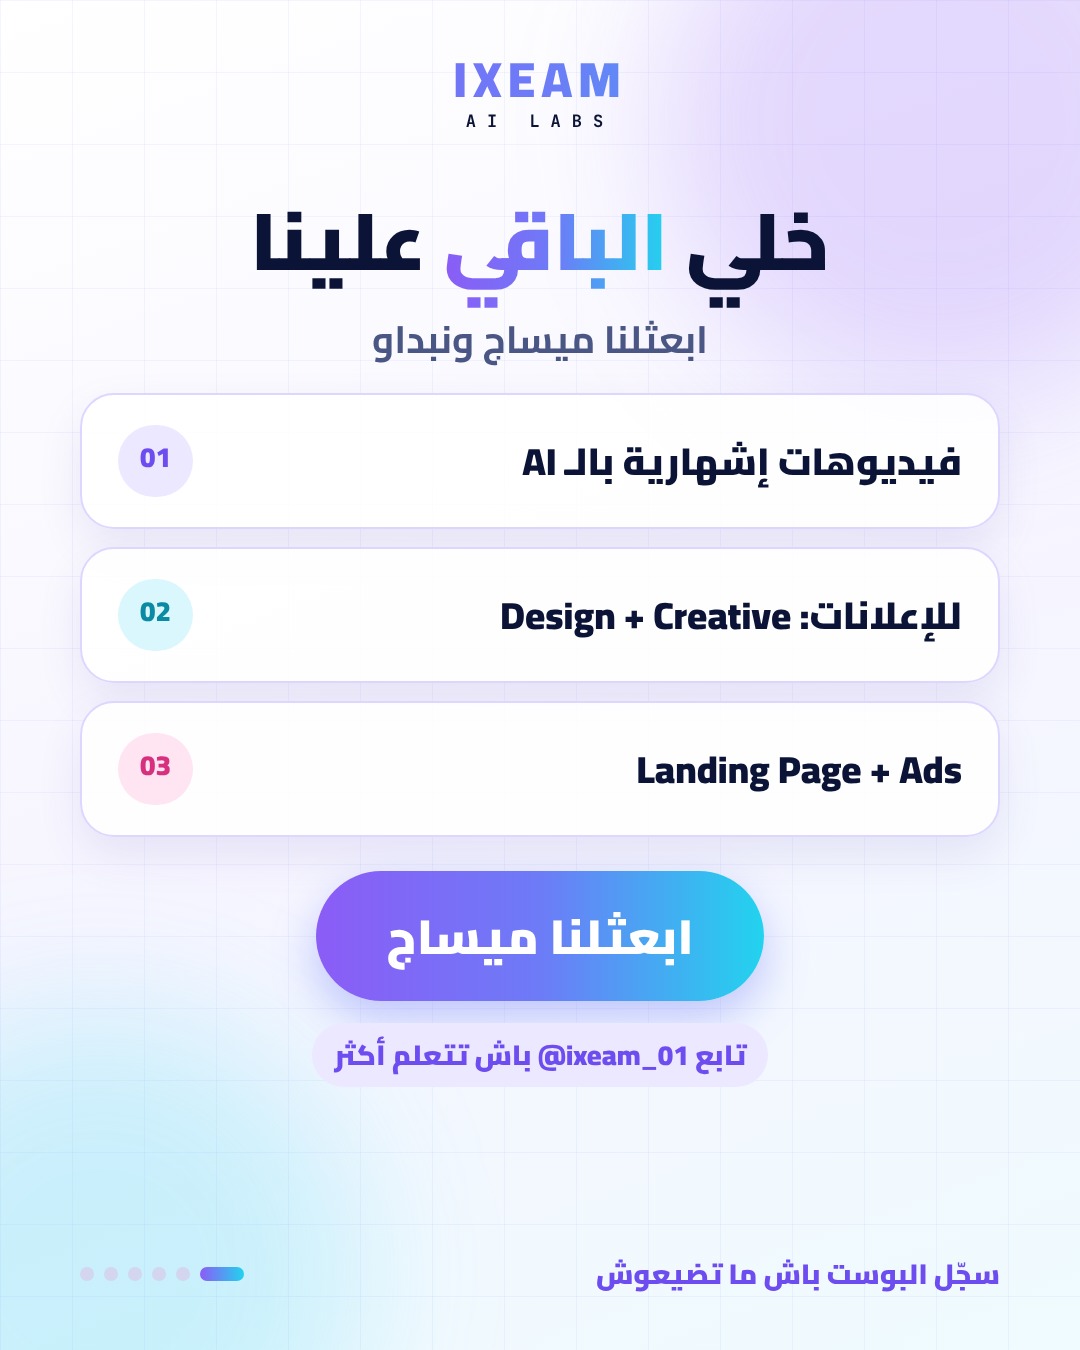 IXEAM
AI LABS
خلي الباقي علينا
ابعثلنا ميساج ونبداو
فيديوهات إشهارية بالـ AI
01
للإعلانات: Design + Creative
02
Landing Page + Ads
03
ابعثلنا ميساج
تابع @ixeam_01 باش تتعلم أكثر
سجّل البوست باش ما تضيعوش